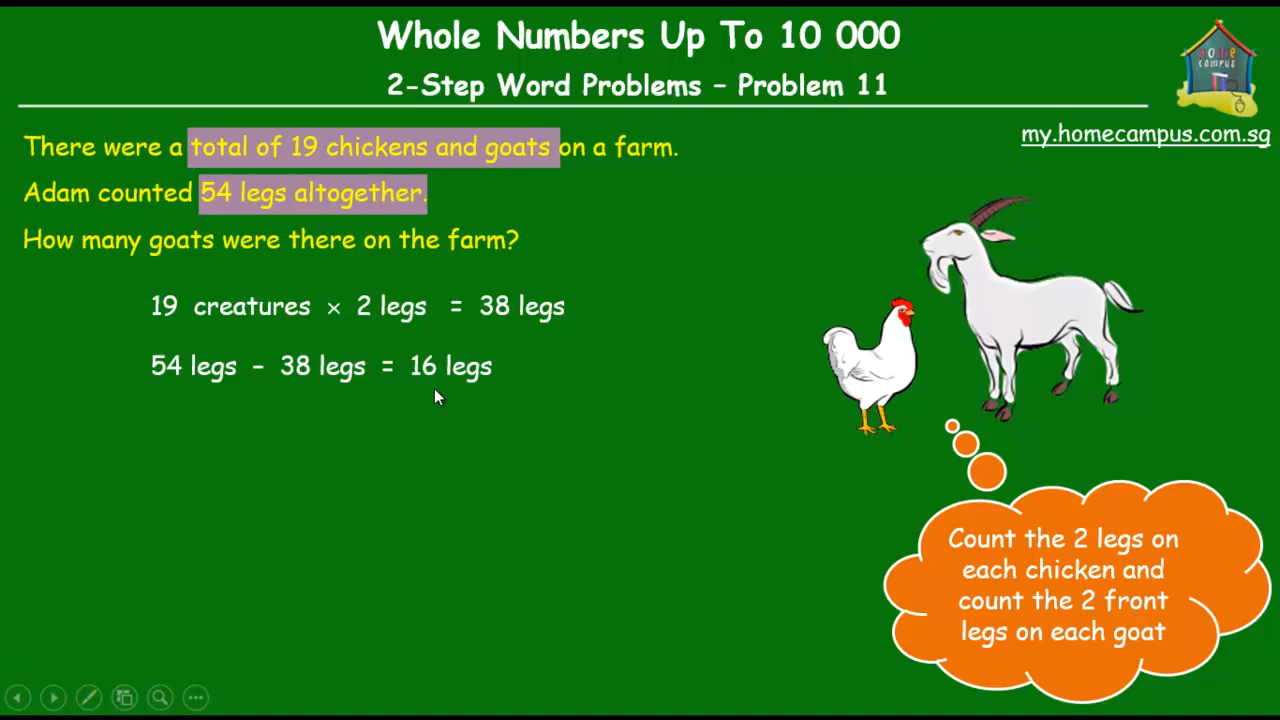 Whole Numbers Up To 10 000
2-Step Word Problems – Problem 11
HOME
campus
my.homecampus.com.sg
There were a total of 19 chickens and goats on a farm.
Adam counted 54 legs altogether.
How many goats were there on the farm?
19 creatures × 2 legs = 38 legs
54 legs – 38 legs = 16 legs
Count the 2 legs on
each chicken and
count the 2 front
legs on each goat